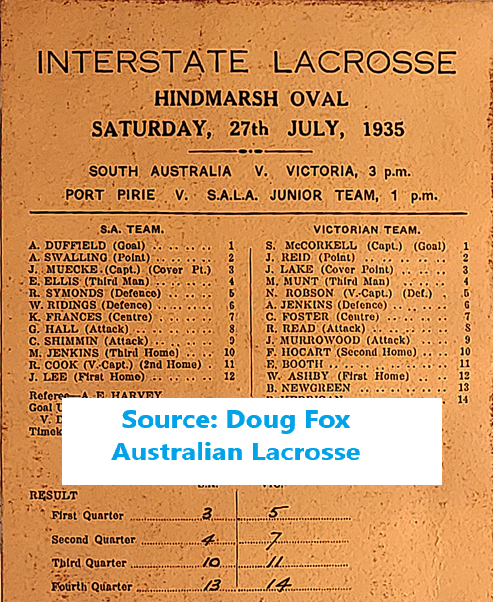 INTERSTATE LACROSSE
HINDMARSH OVAL
SATURDAY, 27th JULY, 1935
SOUTH AUSTRALIA V. VICTORIA, 3 p.m.
PORT PIRIE V. S.A.L.A. JUNIOR TEAM, 1 p.m.
S.A. TEAM.
A. DUFFIELD (Goal) 1
A. SWALLING (Point) 2
J. MUECKE (Capt.) (Cover Pt.) 3
E. ELLIS (Third Man) 4
R. SYMONDS (Defence) 5
W. RIDINGS (Defence) 6
K. FRANCES (Centre) 7
G. HALL (Attack) 8
C. SHIMMIN (Attack) 9
M. JENKINS (Third Home) 10
R. COOK (V-Capt.) (2nd Home) 11
J. LEE (First Home) 12
Referee—A. E. HARVEY
Goal U
V. D
Timek
VICTORIAN TEAM.
S. McCORKELL (Capt.) (Goal) 1
J. REID (Point) 2
J. LAKE (Cover Point) 3
M. MUNT (Third Man) 4
N. ROBSON (V.-Capt.) (Def.) 5
A. JENKINS (Defence) 6
C. FOSTER (Centre) 7
R. READ (Attack) 8
J. MURROWOOD (Attack) 9
F. HOCART (Second Home) 10
E. BOOTH 11
W. ASHBY (First Home) 12
B. NEWGREEN 13
14
Source: Doug Fox
Australian Lacrosse
RESULT
First Quarter 3 5
Second Quarter 4 7
Third Quarter 10 11
Fourth Quarter 13 14